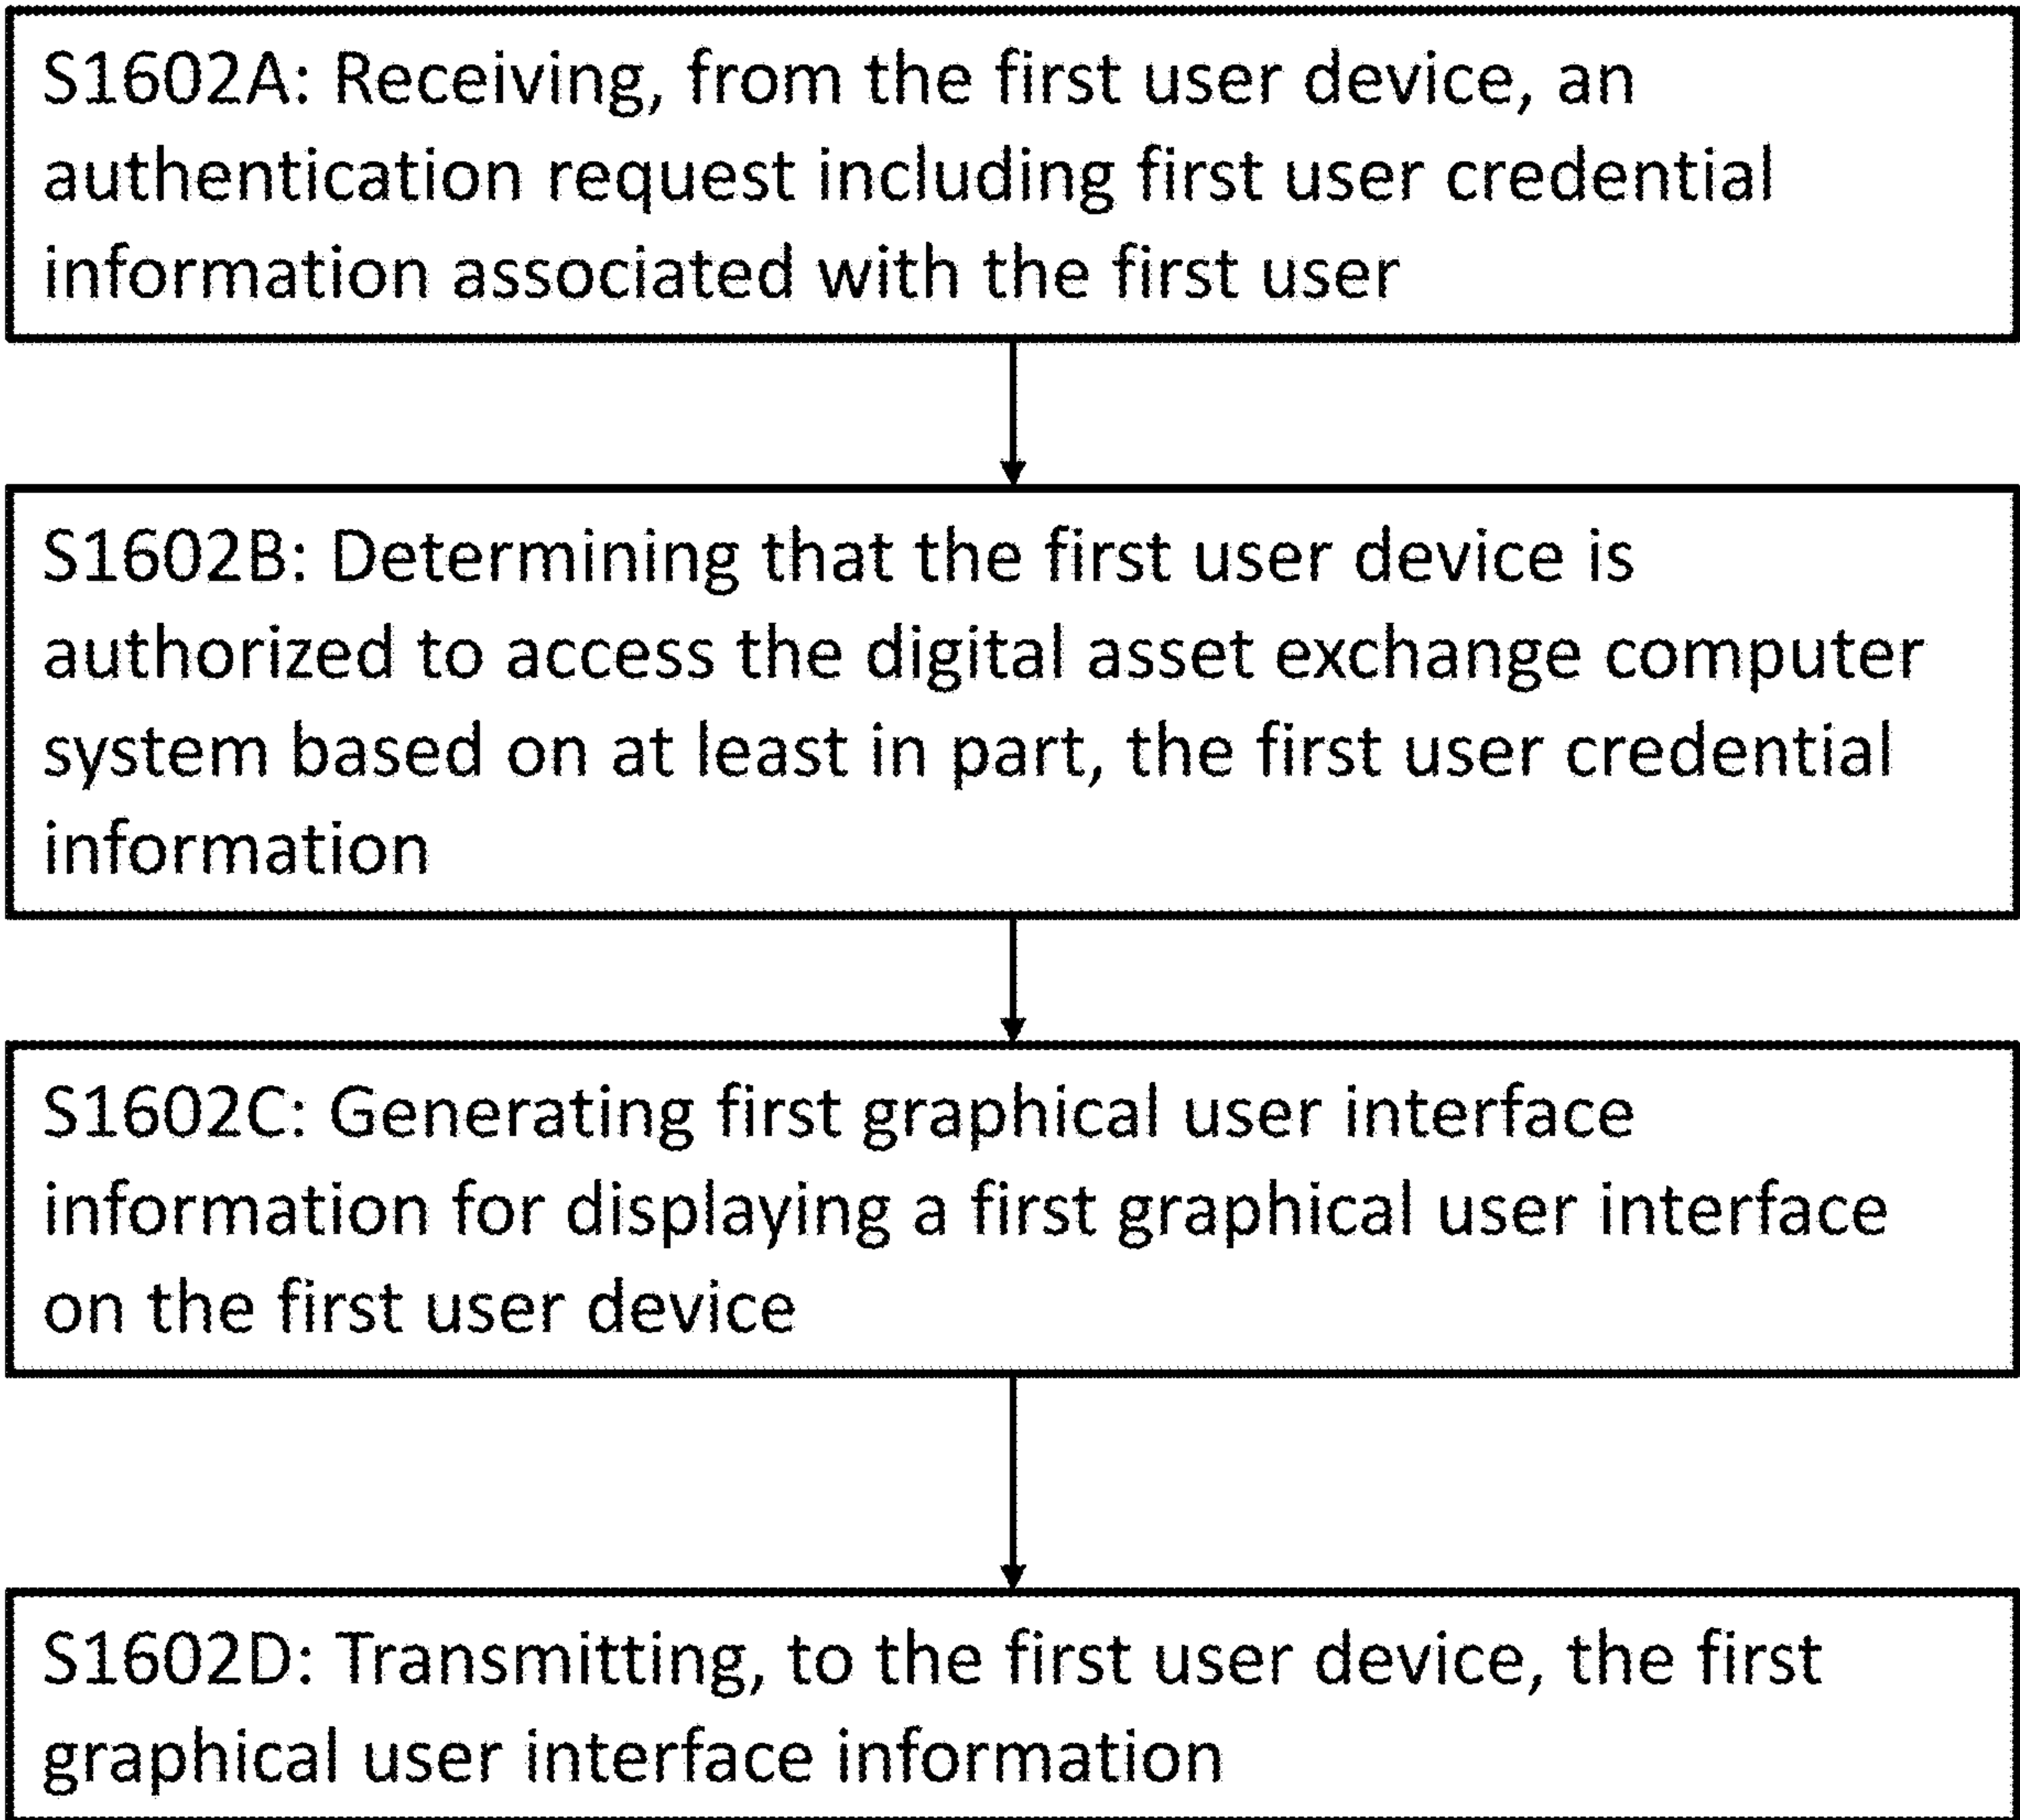 S1602A: Receiving, from the first user device, an
authentication request including first user credential
information associated with the first user
S1602B: Determining that the first user device is
authorized to access the digital asset exchange computer
system based on at least in part, the first user credential
information
S1602C: Generating first graphical user interface
information for displaying a first graphical user interface
on the first user device
S1602D: Transmitting, to the first user device, the first
graphical user interface information